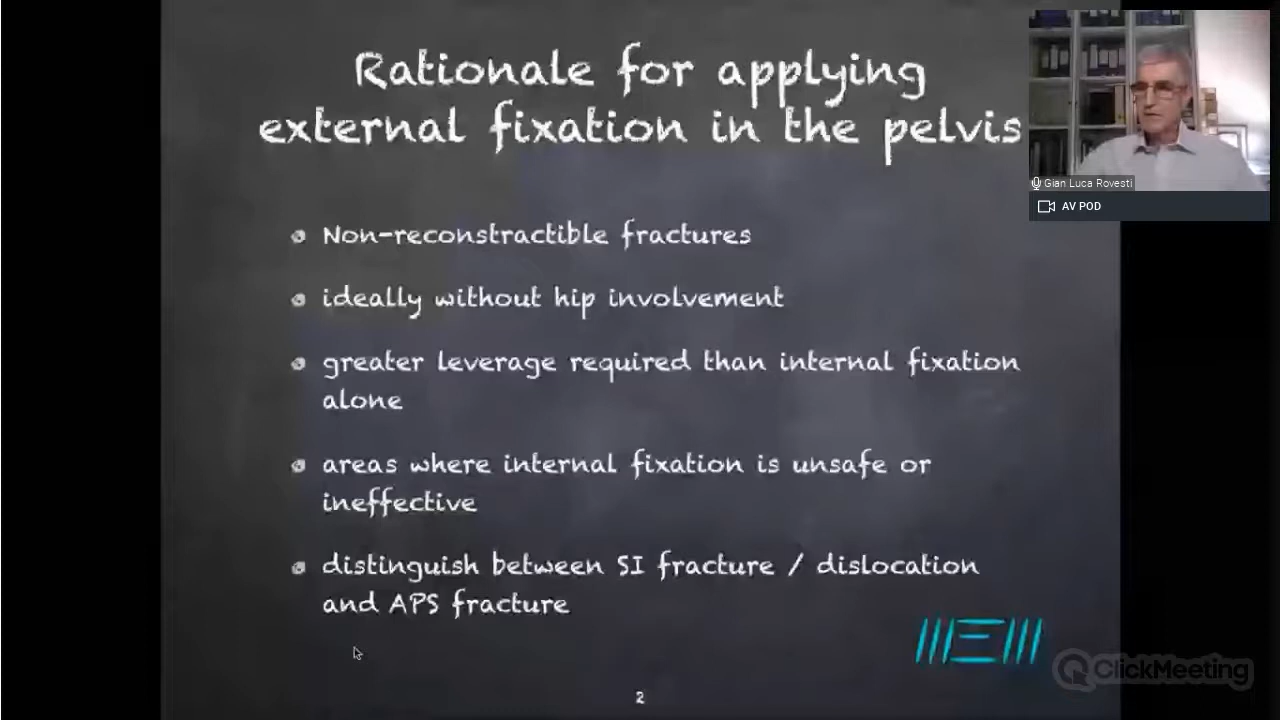 Rationale for applying
external fixation in the pelvis
Non-reconstractible fractures
ideally without hip involvement
greater leverage required than internal fixation
alone
areas where internal fixation is unsafe or
ineffective
distinguish between SI fracture / dislocation
and APS fracture
2
Gian Luca Rovesti
AV POD
ClickMeeting